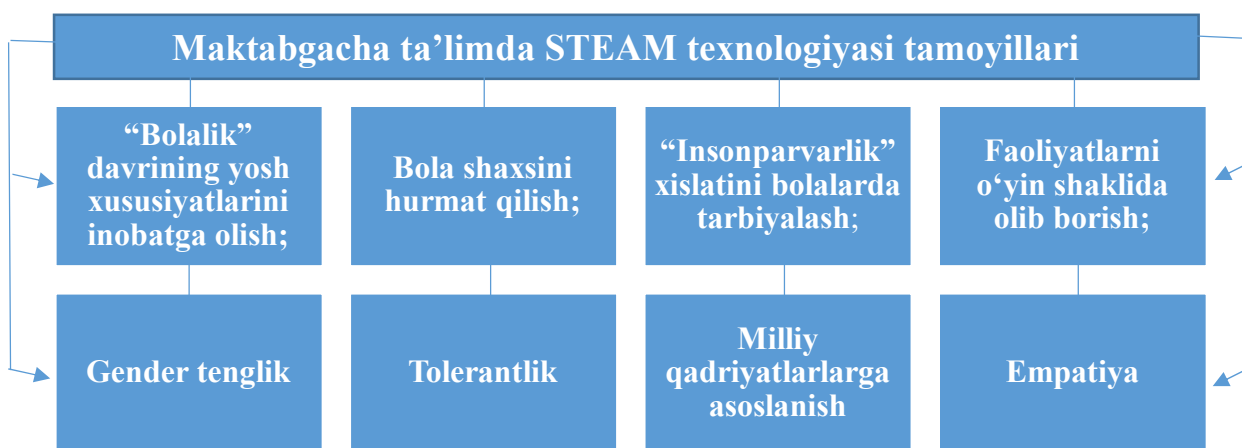 Maktabgacha ta’limda STEAM texnologiyasi tamoyillari
“Bolalik”
davrining yosh
xususiyatlarini
inobatga olish;
Bola shaxsini
hurmat qilish;
“Insonparvarlik”
xislatini bolalarda
tarbiyalash;
Faoliyatlarni
o‘yin shaklida
olib borish;
Gender tenglik
Tolerantlik
Milliy
qadriyatlarlarga
asoslanish
Empatiya